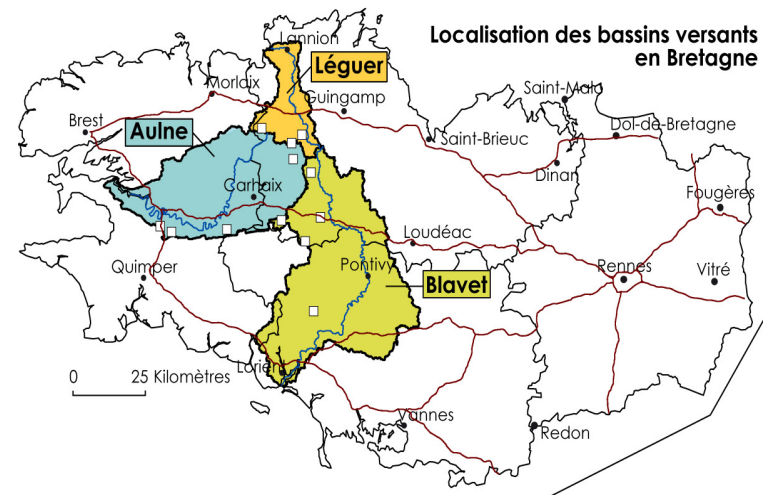 Localisation des bassins versants
en Bretagne
Lannion
Léguer
Morlaix
Guingamp
Saint-Malo
Brest
Aulne
Saint-Brieuc
Dol-de-Bretagne
Dinan
Carhaix
Fougères
Loudéac
Quimper
Pontivy
Blavet
Rennes
Vitré
Lorient
0 25 Kilomètres
Vannes
Redon